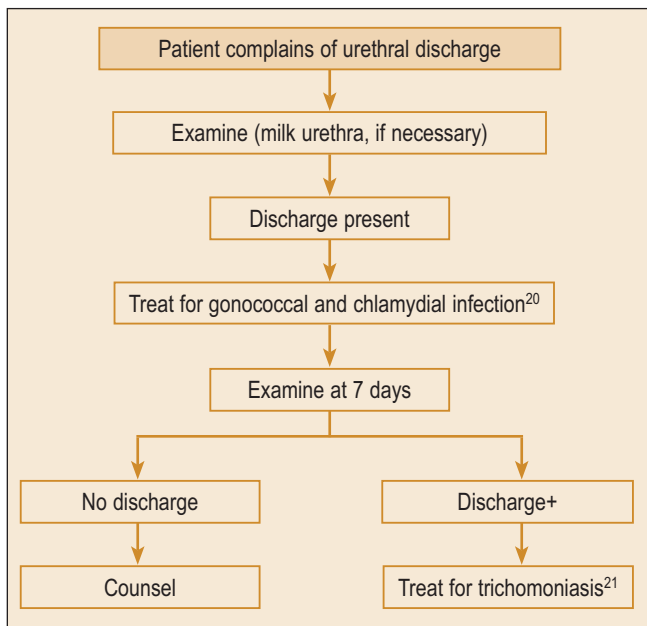 Patient complains of urethral discharge
Examine (milk urethra, if necessary)
Discharge present
Treat for gonococcal and chlamydial infection²⁰
Examine at 7 days
No discharge
Discharge+
Counsel
Treat for trichomoniasis²¹